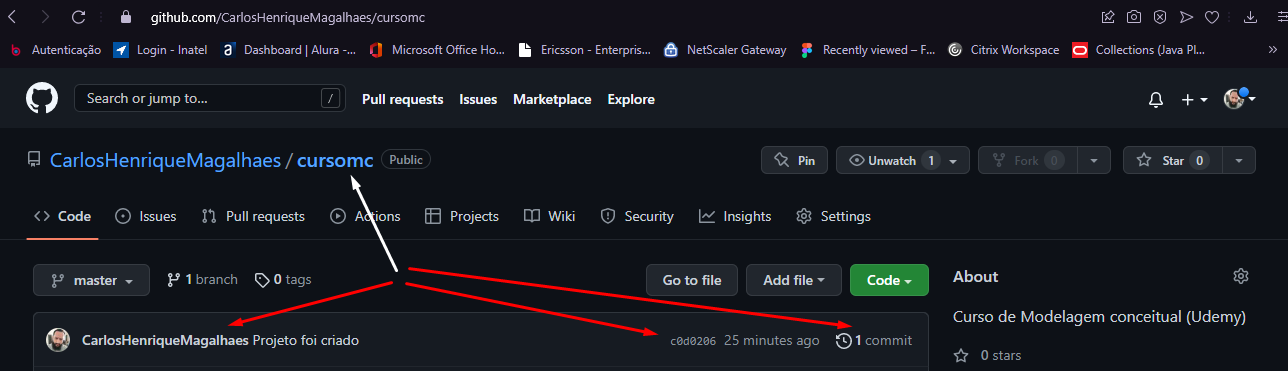 github.com/CarlosHenriqueMagalhaes/cursomc
Autenticação Login - Inatel Dashboard | Alura -... Microsoft Office Ho... Ericsson - Enterpris... NetScaler Gateway Recently viewed – F... Citrix Workspace Collections (Java Pl... »
Search or jump to... / Pull requests Issues Marketplace Explore
CarlosHenriqueMagalhaes / cursomc Public Pin Unwatch 1 Fork 0 Star 0
Code Issues Pull requests Actions Projects Wiki Security Insights Settings
master 1 branch 0 tags Go to file Add file Code About
Curso de Modelagem conceitual (Udemy)
CarlosHenriqueMagalhaes Projeto foi criado c0d0206 25 minutes ago 1 commit
0 stars